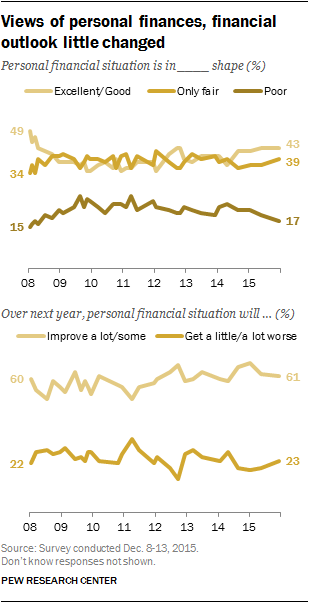 Views of personal finances, financial
outlook little changed
Personal financial situation is in ____ shape (%)
Excellent/Good Only fair Poor
49
43
39
34
17
15
08 09 10 11 12 13 14 15
Over next year, personal financial situation will ... (%)
Improve a lot/some Get a little/a lot worse
60 61
22 23
08 09 10 11 12 13 14 15
Source: Survey conducted Dec. 8-13, 2015.
Don't know responses not shown.
PEW RESEARCH CENTER